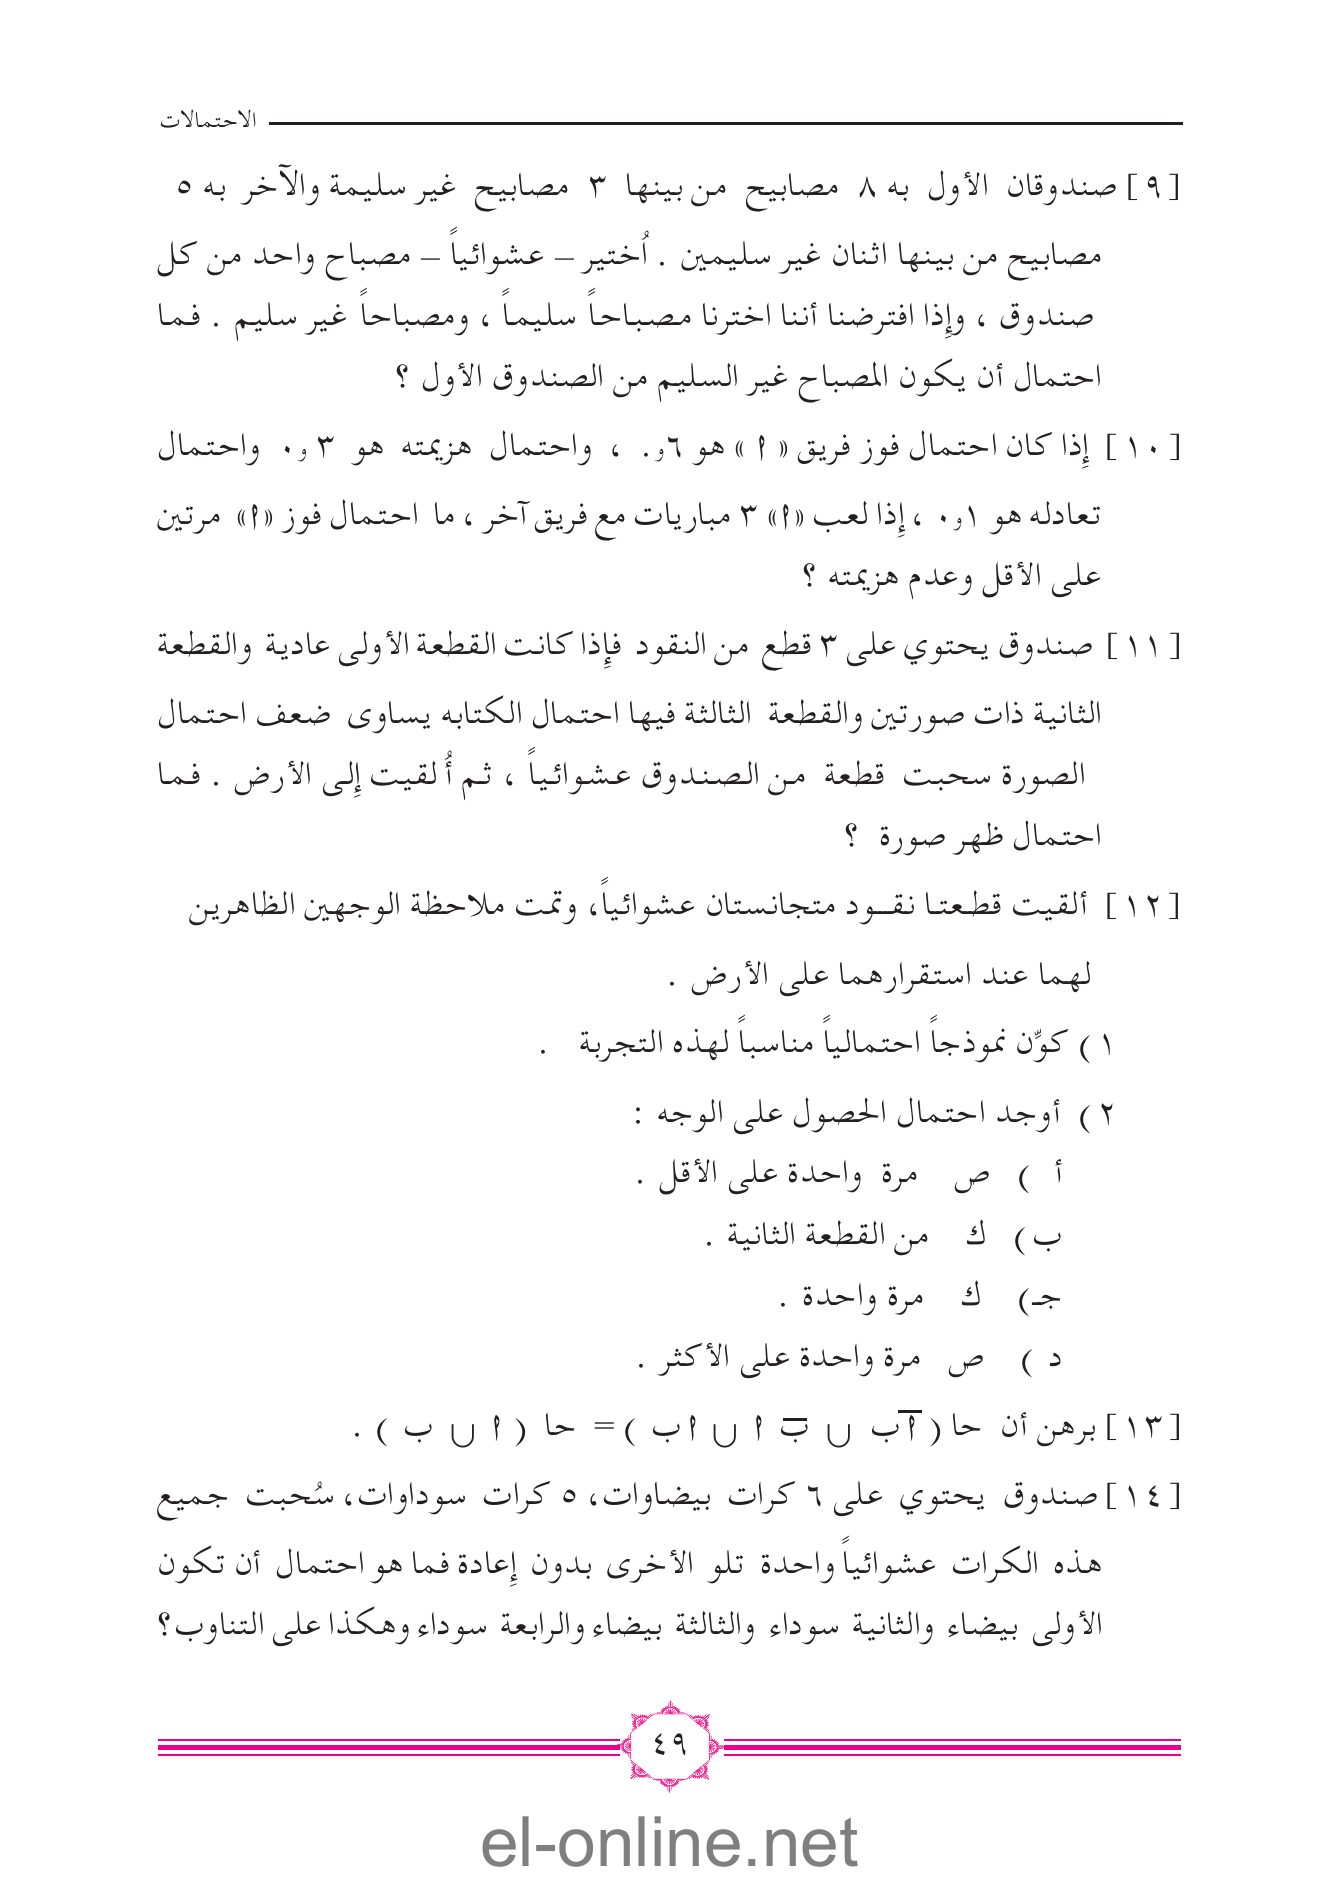 الاحتمالات
[٩] صندوقان الأول به ٨ مصابيح من بينها ٣ مصابيح غير سليمة والآخر به ٥
مصابيح من بينها اثنان غير سليمين . اُختير – عشوائياً – مصباح واحد من كل
صندوق ، وإِذا افترضنا أننا اخترنا مصباحاً سليماً ، ومصباحاً غير سليم . فما
احتمال أن يكون المصباح غير السليم من الصندوق الأول ؟
[١٠] إِذا كان احتمال فوز فريق « ا » هو ٦و. ، واحتمال هزيمته هو ٣و٠ واحتمال
تعادله هو ١و٠ ، إِذا لعب «ا» ٣ مباريات مع فريق آخر ، ما احتمال فوز «ا» مرتين
على الأقل وعدم هزيمته ؟
[١١] صندوق يحتوي على ٣ قطع من النقود فإِذا كانت القطعة الأولى عادية والقطعة
الثانية ذات صورتين والقطعة الثالثة فيها احتمال الكتابه يساوى ضعف احتمال
الصورة سحبت قطعة من الصندوق عشوائياً ، ثم أُلقيت إِلى الأرض . فما
احتمال ظهر صورة ؟
[١٢] ألقيت قطعتا نقود متجانستان عشوائياً، وتمت ملاحظة الوجهين الظاهرين
لهما عند استقرارهما على الأرض .
١) كوِّن نموذجاً احتمالياً مناسباً لهذه التجربة .
٢) أوجد احتمال الحصول على الوجه :
أ ) ص مرة واحدة على الأقل .
ب) ك من القطعة الثانية .
جـ) ك مرة واحدة .
د ) ص مرة واحدة على الأكثر .
[١٣] برهن أن حا ( ا̅ ب ∪ ا ب̅ ∪ اب ) = حا ( ا ∪ ب ) .
[١٤] صندوق يحتوي على ٦ كرات بيضاوات، ٥ كرات سوداوات، سُحبت جميع
هذه الكرات عشوائياً واحدة تلو الأخرى بدون إِعادة فما هو احتمال أن تكون
الأولى بيضاء والثانية سوداء والثالثة بيضاء والرابعة سوداء وهكذا على التناوب؟
٤٩
el-online.net